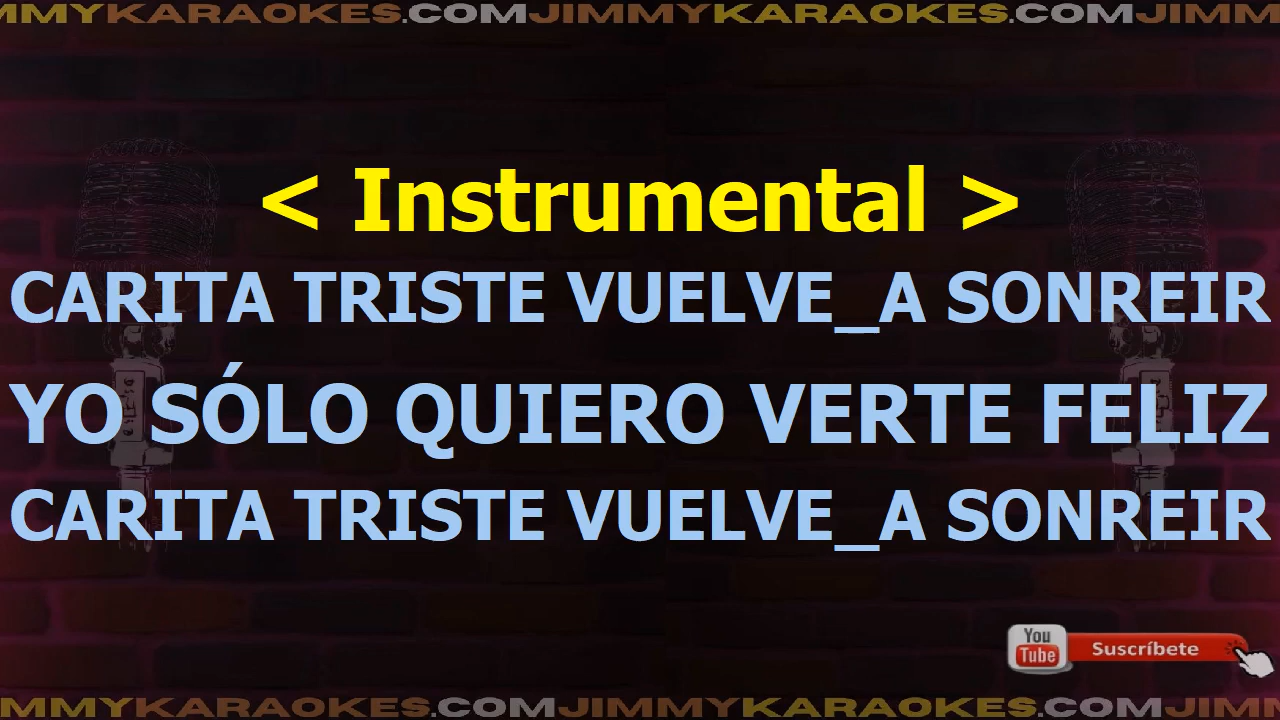 JIMMYKARAOKES.COMJIMMYKARAOKES.COMJIMM
< Instrumental >
CARITA TRISTE VUELVE_A SONREIR
YO SÓLO QUIERO VERTE FELIZ
CARITA TRISTE VUELVE_A SONREIR
You
Tube
Suscríbete
MMYKARAOKES.COMJIMMYKARAOKES.COMJIMM